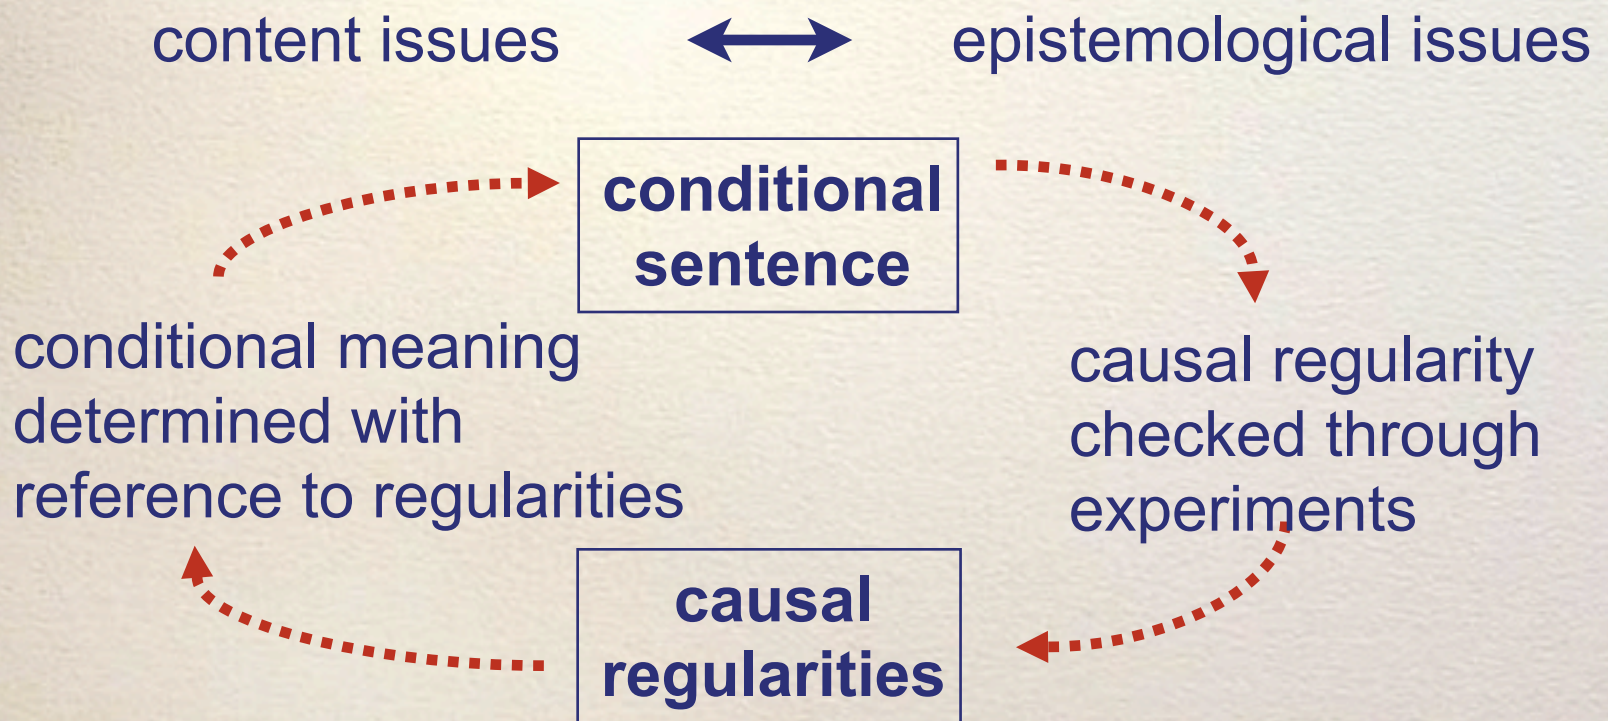 content issues
epistemological issues
conditional
sentence
conditional meaning
determined with
reference to regularities
causal regularity
checked through
experiments
causal
regularities